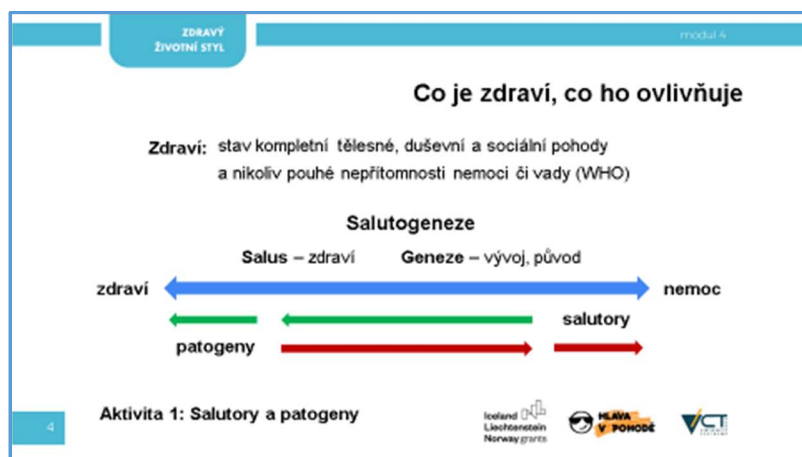 ZDRAVÝ
ŽIVOTNÍ STYL
modul 4
Co je zdraví, co ho ovlivňuje
Zdraví: stav kompletní tělesné, duševní a sociální pohody
a nikoliv pouhé nepřítomnosti nemoci či vady (WHO)
Salutogeneze
Salus – zdraví Geneze – vývoj, původ
zdraví nemoc
salutory
patogeny
Aktivita 1: Salutory a patogeny
4
Iceland
Liechtenstein
Norway grants
HLAVA
V POHODĚ